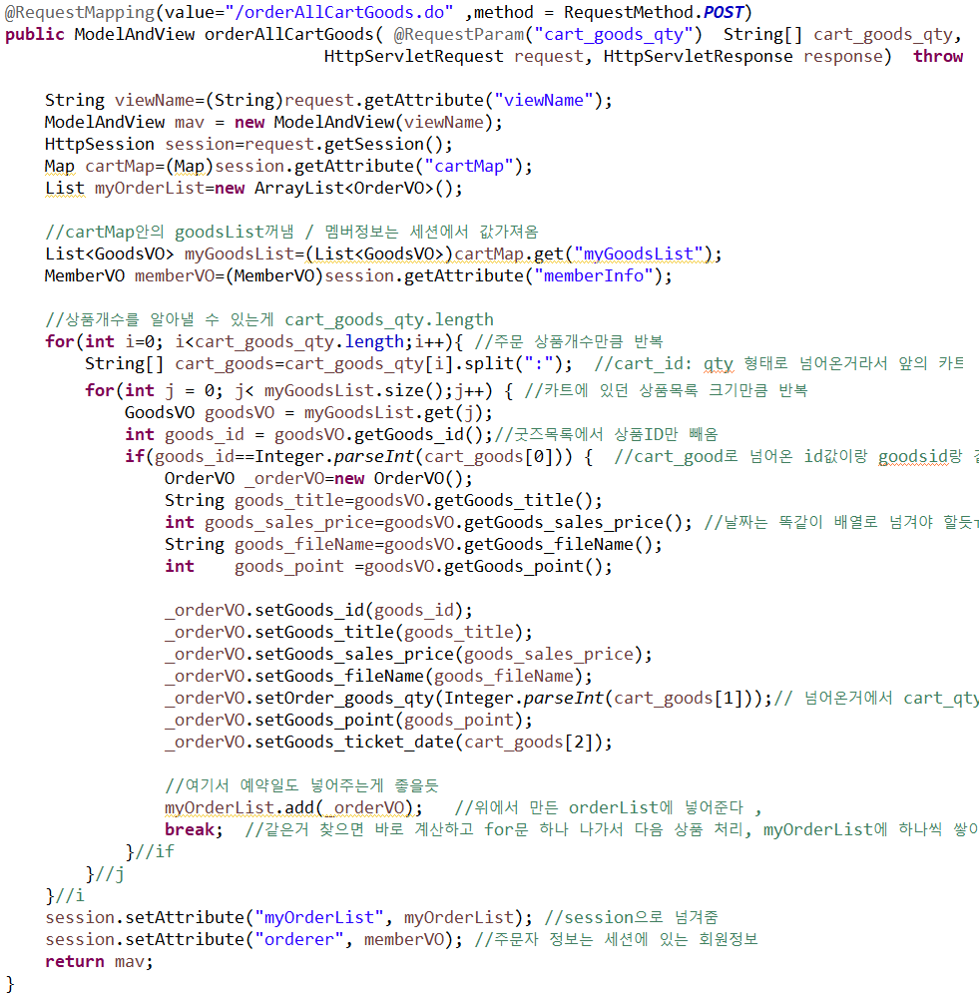 @RequestMapping(value="/orderAllCartGoods.do" ,method = RequestMethod.POST)
public ModelAndView orderAllCartGoods( @RequestParam("cart_goods_qty")  String[] cart_goods_qty,
                                HttpServletRequest request, HttpServletResponse response)  throw

    String viewName=(String)request.getAttribute("viewName");
    ModelAndView mav = new ModelAndView(viewName);
    HttpSession session=request.getSession();
    Map cartMap=(Map)session.getAttribute("cartMap");
    List myOrderList=new ArrayList<OrderVO>();

    //cartMap안의 goodsList꺼냄 / 멤버정보는 세션에서 값가져옴
    List<GoodsVO> myGoodsList=(List<GoodsVO>)cartMap.get("myGoodsList");
    MemberVO memberVO=(MemberVO)session.getAttribute("memberInfo");

    //상품개수를 알아낼 수 있는게 cart_goods_qty.length
    for(int i=0; i<cart_goods_qty.length;i++){ //주문 상품개수만큼 반복
        String[] cart_goods=cart_goods_qty[i].split(":");  //cart_id: qty 형태로 넘어온거라서 앞의 카트
        for(int j = 0; j< myGoodsList.size();j++) { //카트에 있던 상품목록 크기만큼 반복
            GoodsVO goodsVO = myGoodsList.get(j);
            int goods_id = goodsVO.getGoods_id();//굿즈목록에서 상품ID만 빼옴
            if(goods_id==Integer.parseInt(cart_goods[0])) {  //cart_good로 넘어온 id값이랑 goodsid랑
                OrderVO _orderVO=new OrderVO();
                String goods_title=goodsVO.getGoods_title();
                int goods_sales_price=goodsVO.getGoods_sales_price(); //날짜는 똑같이 배열로 넘겨야 할듯
                String goods_fileName=goodsVO.getGoods_fileName();
                int    goods_point =goodsVO.getGoods_point();

                _orderVO.setGoods_id(goods_id);
                _orderVO.setGoods_title(goods_title);
                _orderVO.setGoods_sales_price(goods_sales_price);
                _orderVO.setGoods_fileName(goods_fileName);
                _orderVO.setOrder_goods_qty(Integer.parseInt(cart_goods[1]));// 넘어온거에서 cart_qty
                _orderVO.setGoods_point(goods_point);
                _orderVO.setGoods_ticket_date(cart_goods[2]);

                //여기서 예약일도 넣어주는게 좋을듯
                myOrderList.add(_orderVO);   //위에서 만든 orderList에 넣어준다 ,
                break;  //같은거 찾으면 바로 계산하고 for문 하나 나가서 다음 상품 처리, myOrderList에 하나씩 쌓이
            }//if
        }//j
    }//i
    session.setAttribute("myOrderList", myOrderList); //session으로 넘겨줌
    session.setAttribute("orderer", memberVO); //주문자 정보는 세션에 있는 회원정보
    return mav;
}